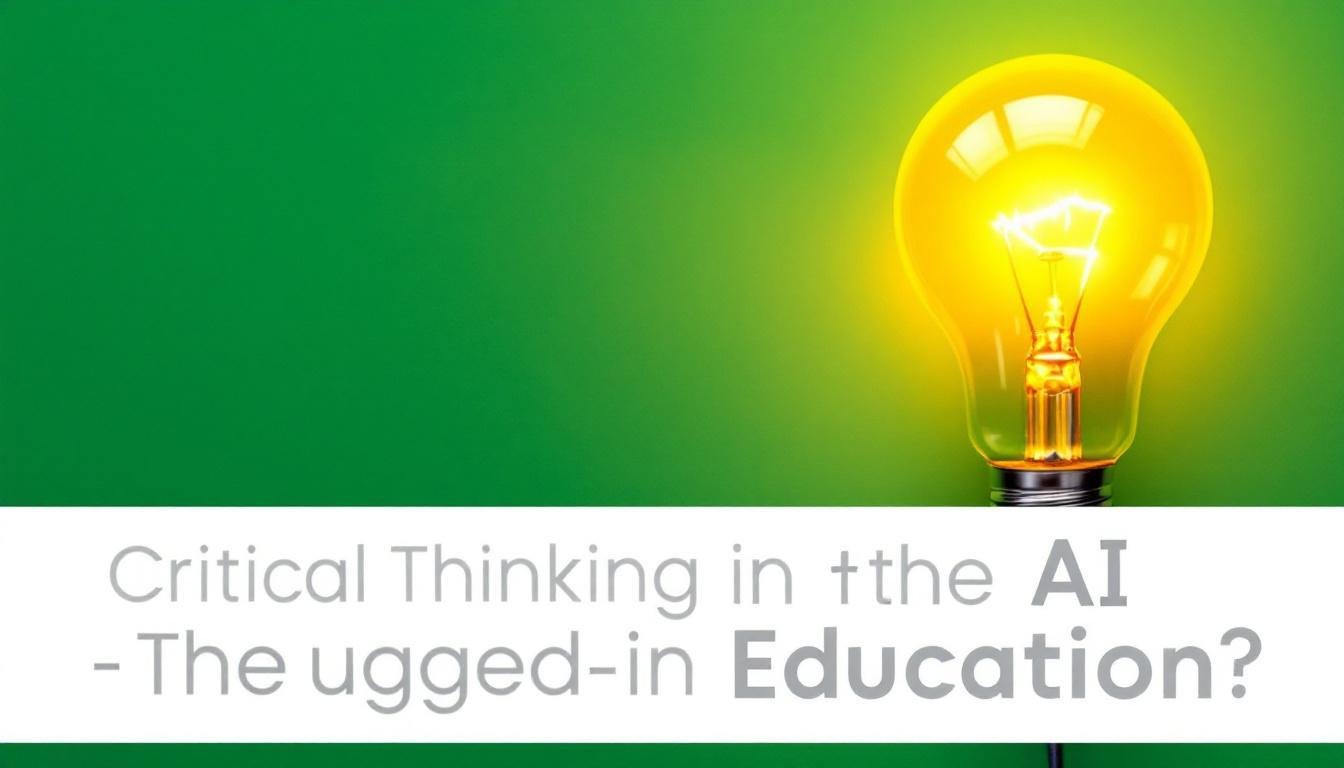 Critical Thinking in tthe AI
-The ugged-in Education?